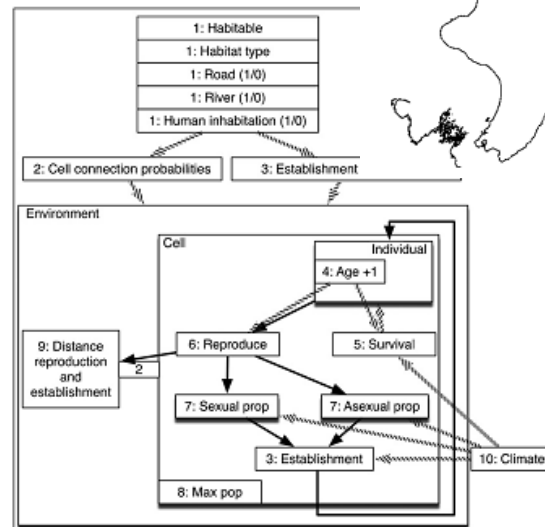 1: Habitable
1: Habitat type
1: Road (1/0)
1: River (1/0)
1: Human inhabitation (1/0)
2: Cell connection probabilities
3: Establishment
Environment
Cell
Individual
4: Age +1
9: Distance
reproduction
and
establishment
2
6: Reproduce
5: Survival
7: Sexual prop
7: Asexual prop
3: Establishment
10: Climate
8: Max pop